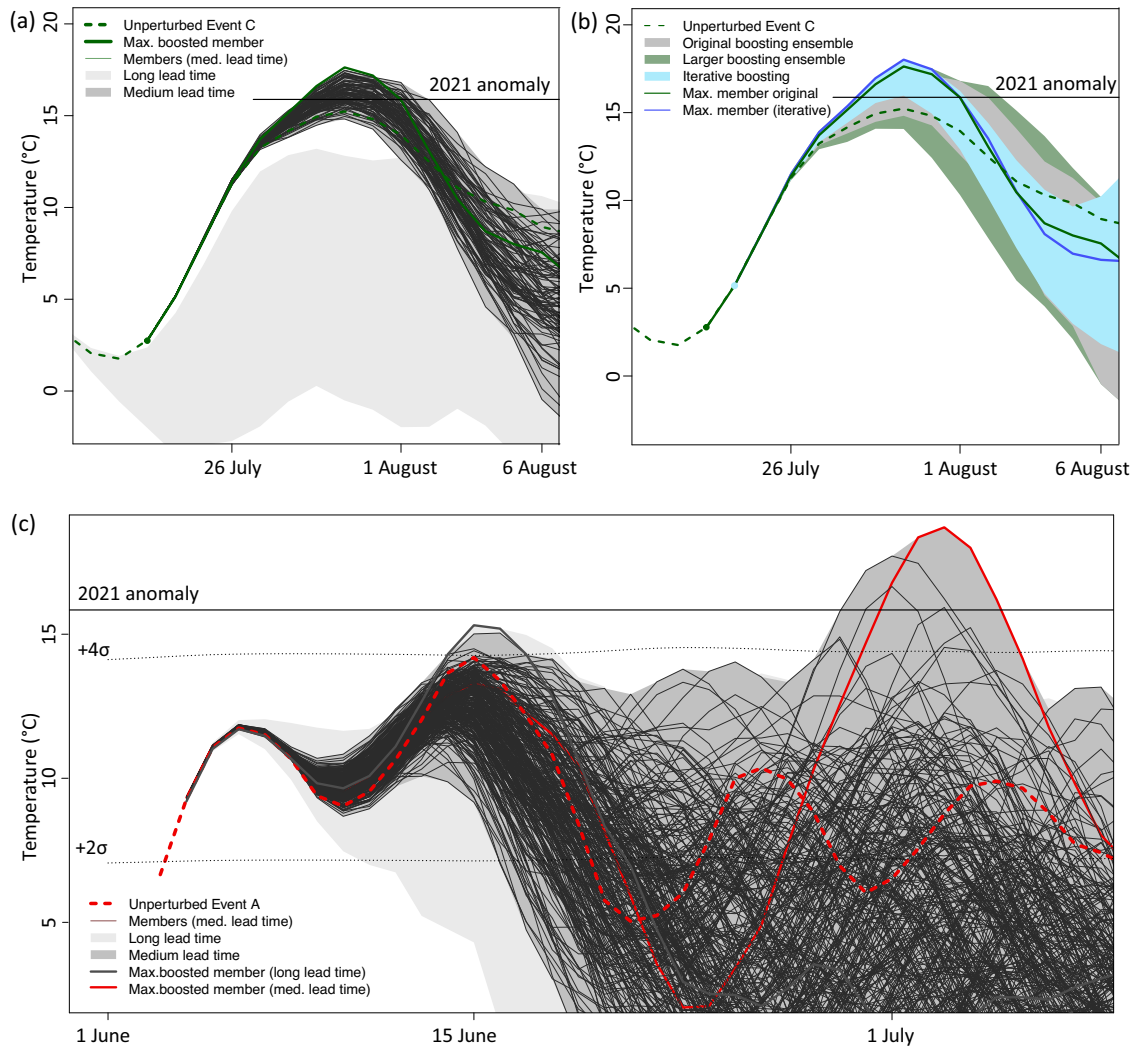 (a)
Temperature (°C)
20
15
10
5
0
Unperturbed Event C
Max. boosted member
Members (med. lead time)
Long lead time
Medium lead time
2021 anomaly
26 July
1 August
6 August
(b)
Temperature (°C)
20
15
10
5
0
Unperturbed Event C
Original boosting ensemble
Larger boosting ensemble
Iterative boosting
Max. member original
Max. member (iterative)
2021 anomaly
26 July
1 August
6 August
(c)
Temperature (°C)
15
10
5
2021 anomaly
+4σ
+2σ
Unperturbed Event A
Members (med. lead time)
Long lead time
Medium lead time
Max.boosted member (long lead time)
Max.boosted member (med. lead time)
1 June
15 June
1 July